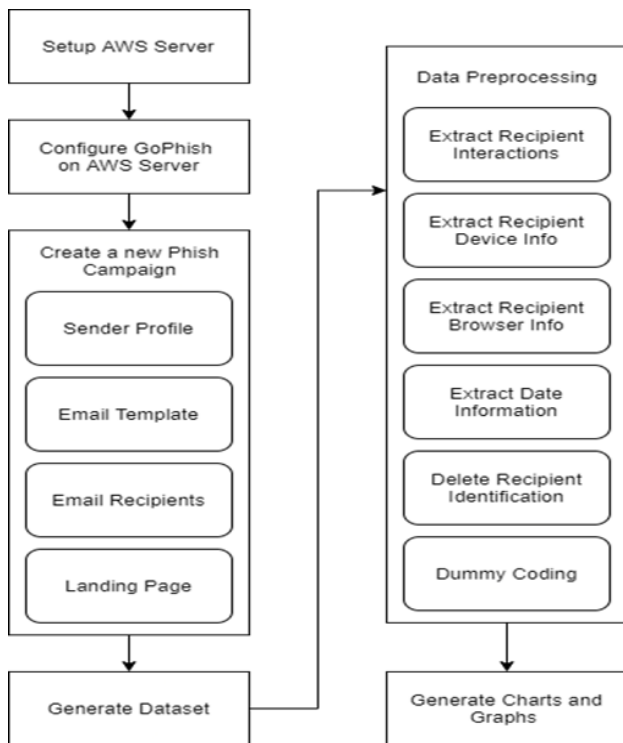 Setup AWS Server
Configure GoPhish
on AWS Server
Create a new Phish
Campaign
Sender Profile
Email Template
Email Recipients
Landing Page
Generate Dataset
Data Preprocessing
Extract Recipient
Interactions
Extract Recipient
Device Info
Extract Recipient
Browser Info
Extract Date
Information
Delete Recipient
Identification
Dummy Coding
Generate Charts and
Graphs